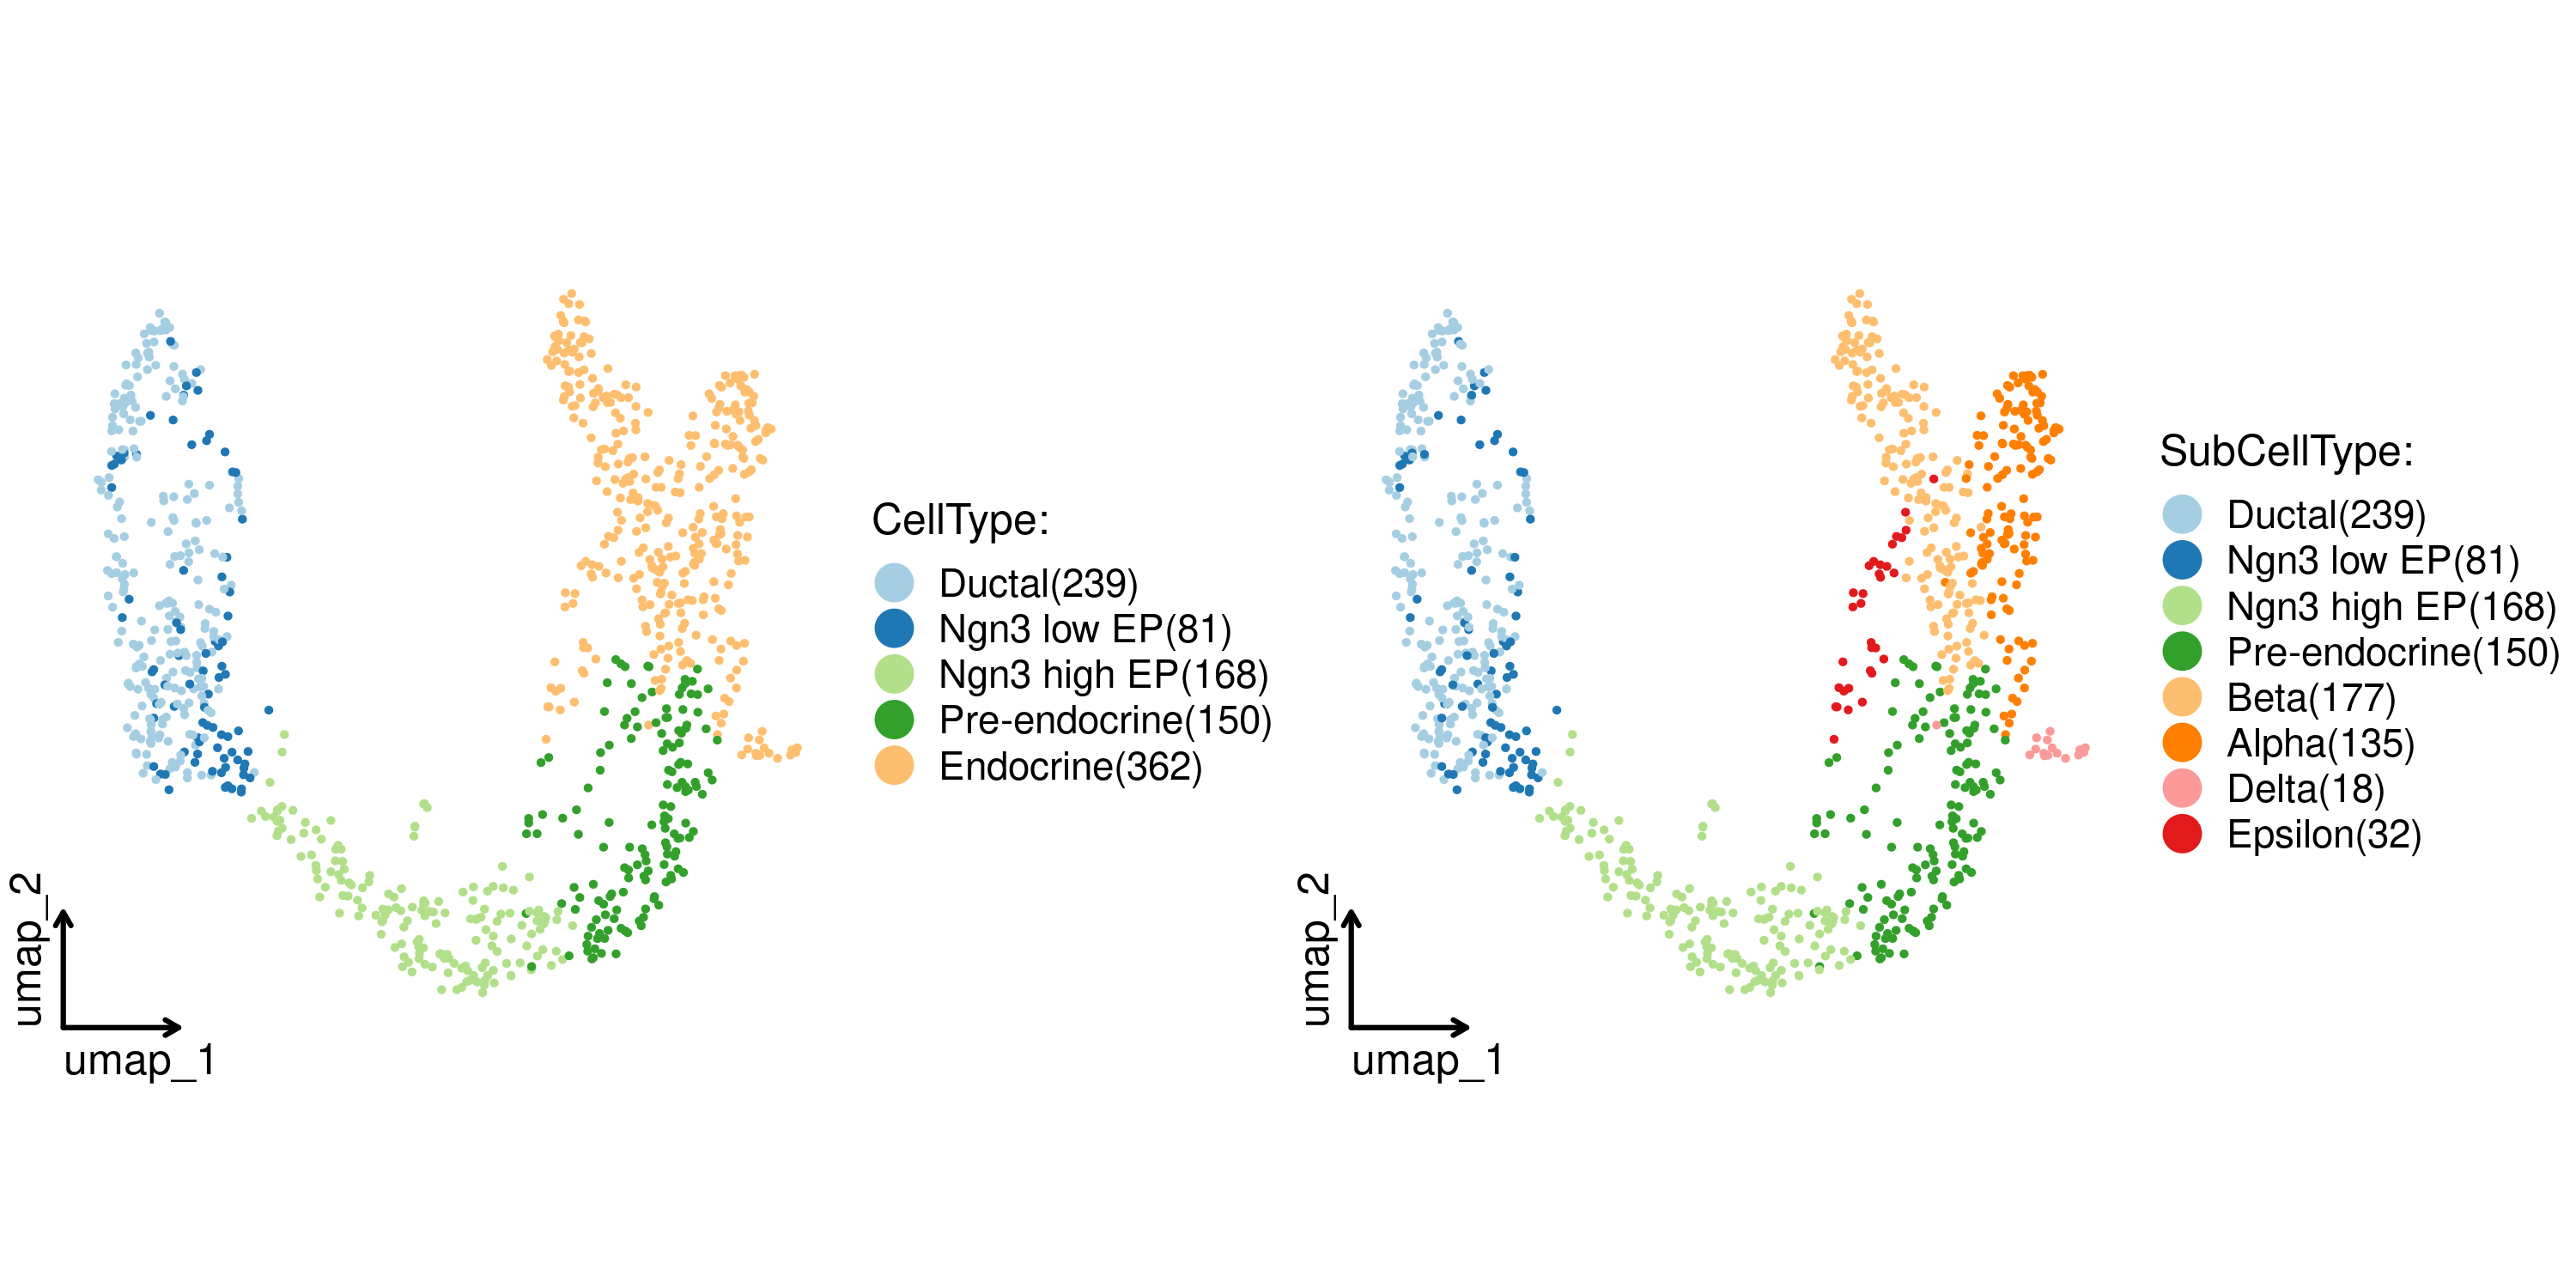 CellType:
Ductal(239)
Ngn3 low EP(81)
Ngn3 high EP(168)
Pre-endocrine(150)
Endocrine(362)
umap_2
umap_1
SubCellType:
Ductal(239)
Ngn3 low EP(81)
Ngn3 high EP(168)
Pre-endocrine(150)
Beta(177)
Alpha(135)
Delta(18)
Epsilon(32)
umap_2
umap_1